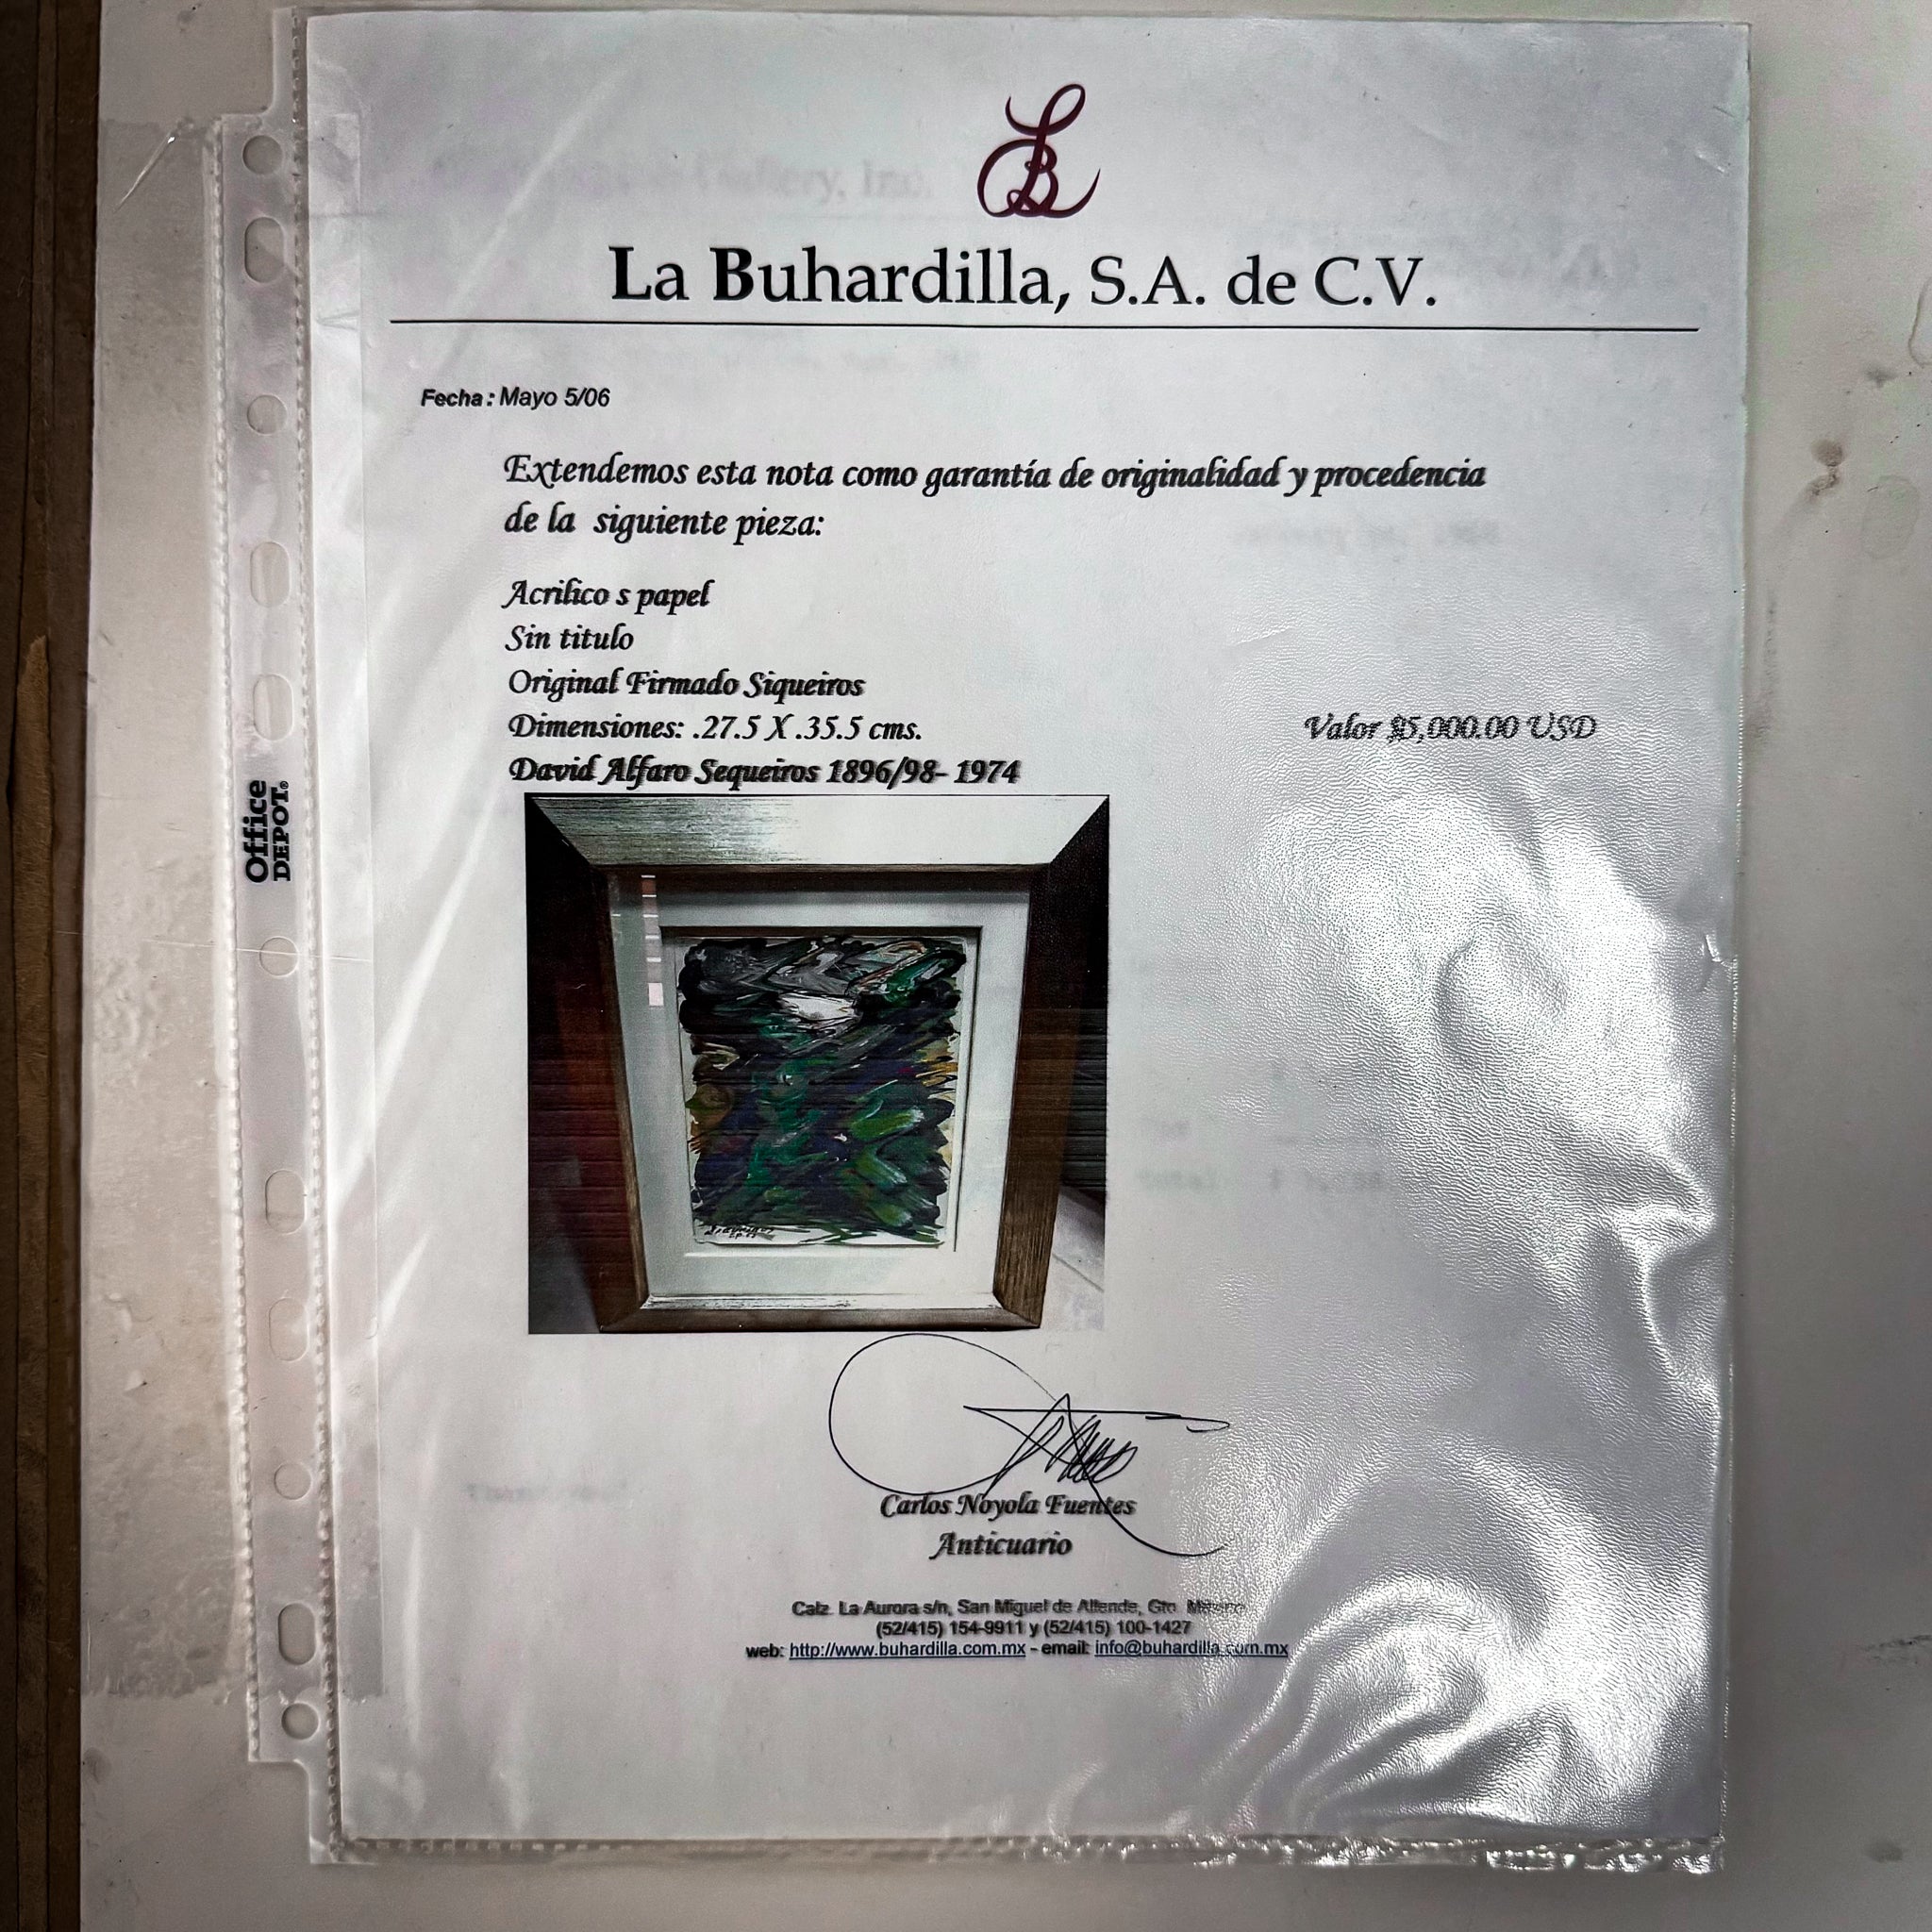 LB
La Buhardilla, S.A. de C.V.
Fecha: Mayo 5/06
Extendemos esta nota como garantía de originalidad y procedencia
de la siguiente pieza:
Acrilico s papel
Sin titulo
Original Firmado Siqueiros
Dimensiones: .27.5 X .35.5 cms.
Valor $5,000.00 USD
David Alfaro Sequeiros 1896/98- 1974
Office
DEPOT
Carlos Noyola Fuentes
Anticuario
Calz. La Aurora s/n, San Miguel de Allende, Gto. México
(52/415) 154-9911 y (52/415) 100-1427
web: http://www.buhardilla.com.mx - email: info@buhardilla.com.mx